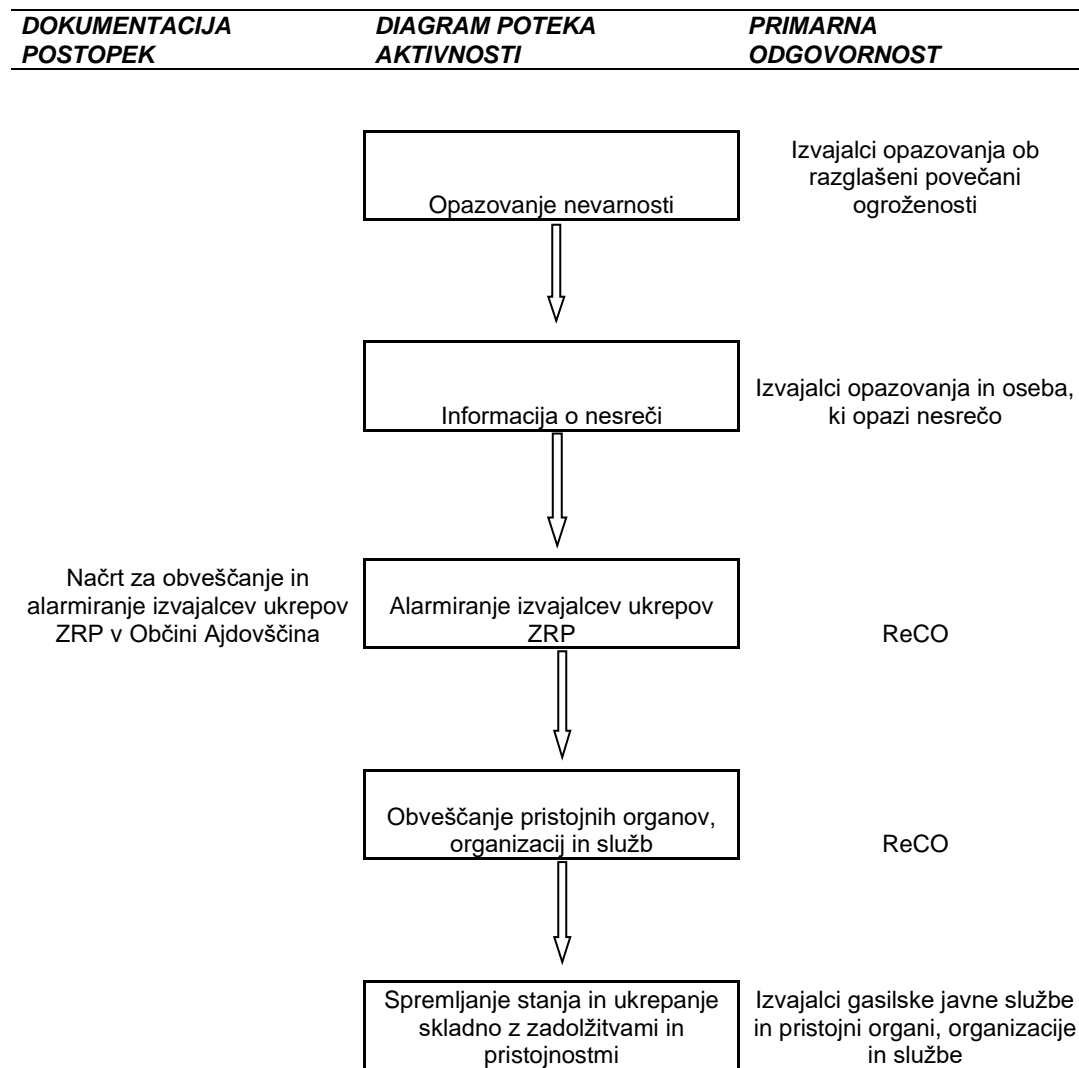 DOKUMENTACIJA
POSTOPEK
DIAGRAM POTEKA
AKTIVNOSTI
PRIMARNA
ODGOVORNOST
Opazovanje nevarnosti
Izvajalci opazovanja ob
razglašeni povečani
ogroženosti
Informacija o nesreči
Izvajalci opazovanja in oseba,
ki opazi nesrečo
Načrt za obveščanje in
alarmiranje izvajalcev ukrepov
ZRP v Občini Ajdovščina
Alarmiranje izvajalcev ukrepov
ZRP
ReCO
Obveščanje pristojnih organov,
organizacij in služb
ReCO
Spremljanje stanja in ukrepanje
skladno z zadolžitvami in
pristojnostmi
Izvajalci gasilske javne službe
in pristojni organi, organizacije
in službe